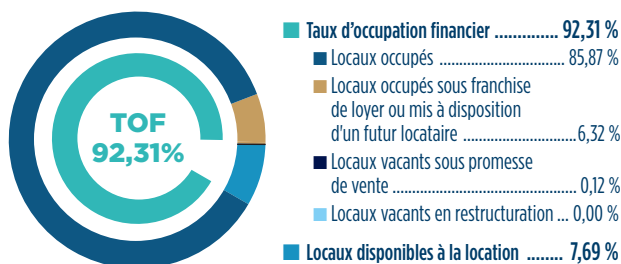 TOF
92,31%
Taux d'occupation financier .............. 92,31 %
Locaux occupés .............................. 85,87 %
Locaux occupés sous franchise
de loyer ou mis à disposition
d'un futur locataire ...........................6,32 %
Locaux vacants sous promesse
de vente ............................................ 0,12 %
Locaux vacants en restructuration ... 0,00 %
Locaux disponibles à la location ........ 7,69 %